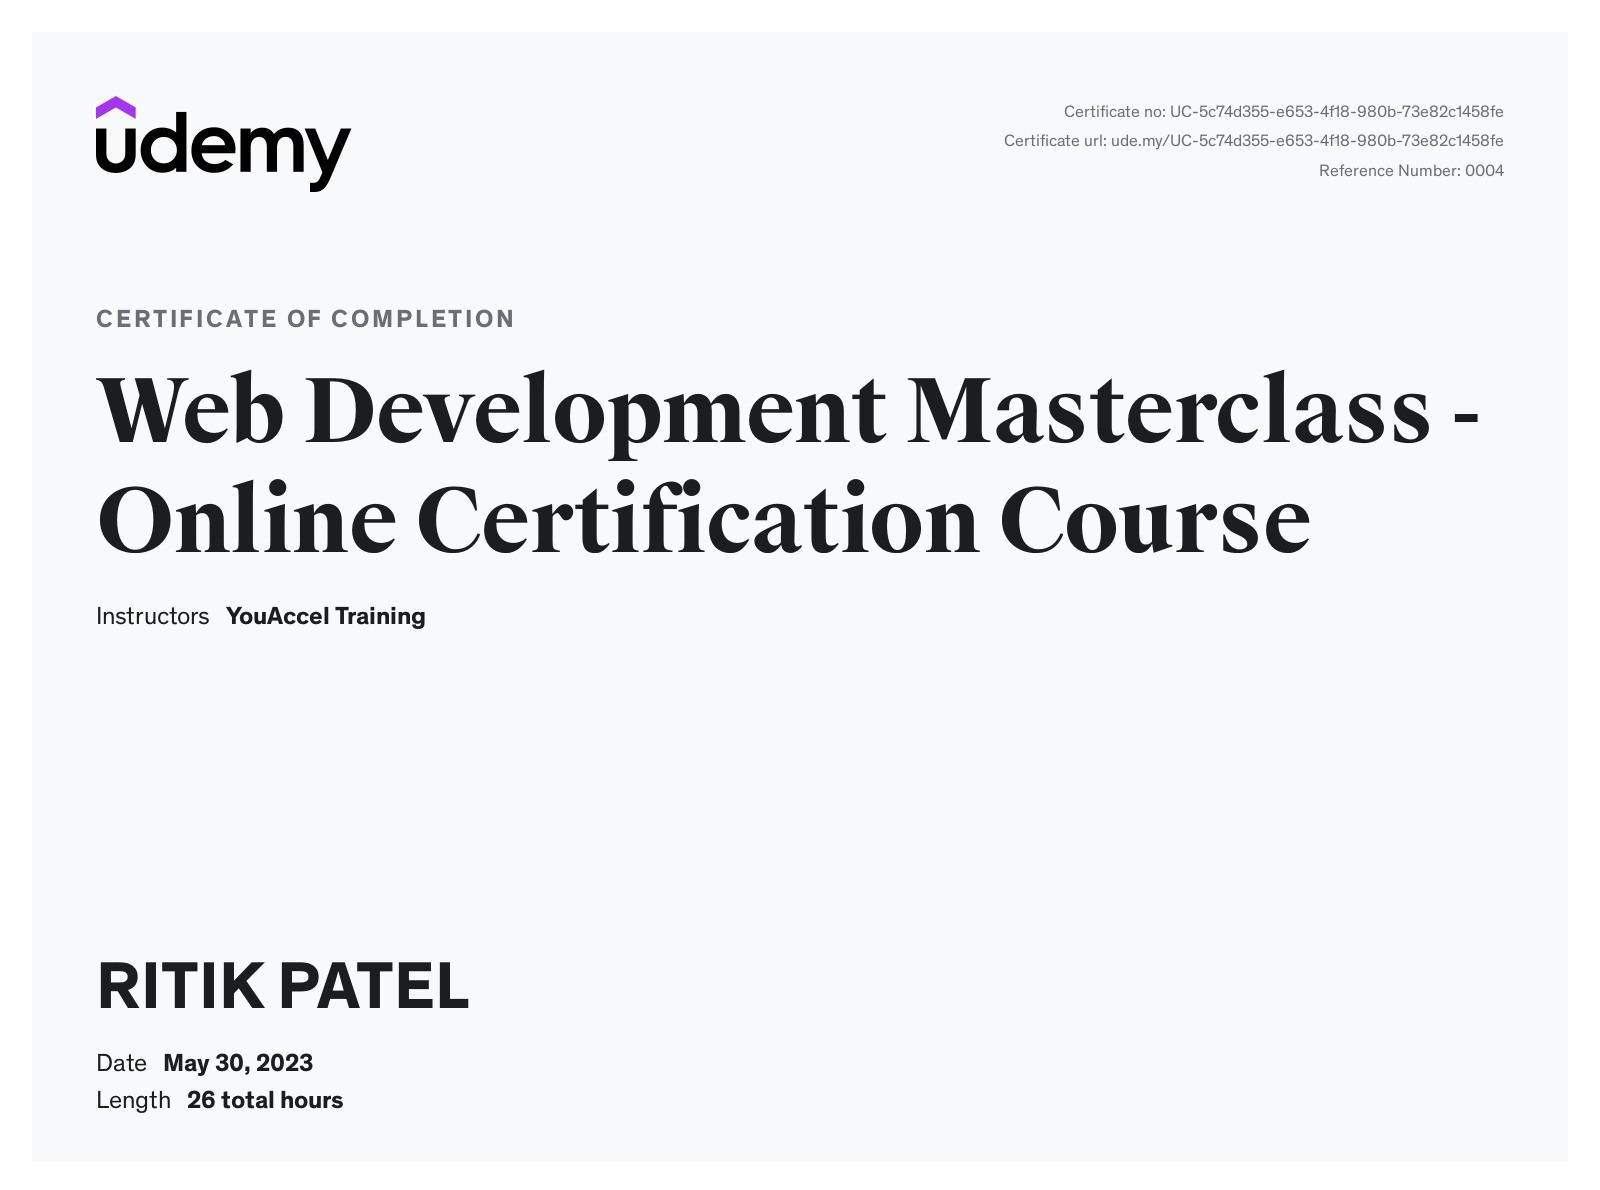 udemy
Certificate no: UC-5c74d355-e653-4f18-980b-73e82c1458fe
Certificate url: ude.my/UC-5c74d355-e653-4f18-980b-73e82c1458fe
Reference Number: 0004
CERTIFICATE OF COMPLETION
Web Development Masterclass -
Online Certification Course
Instructors YouAccel Training
RITIK PATEL
Date May 30, 2023
Length 26 total hours